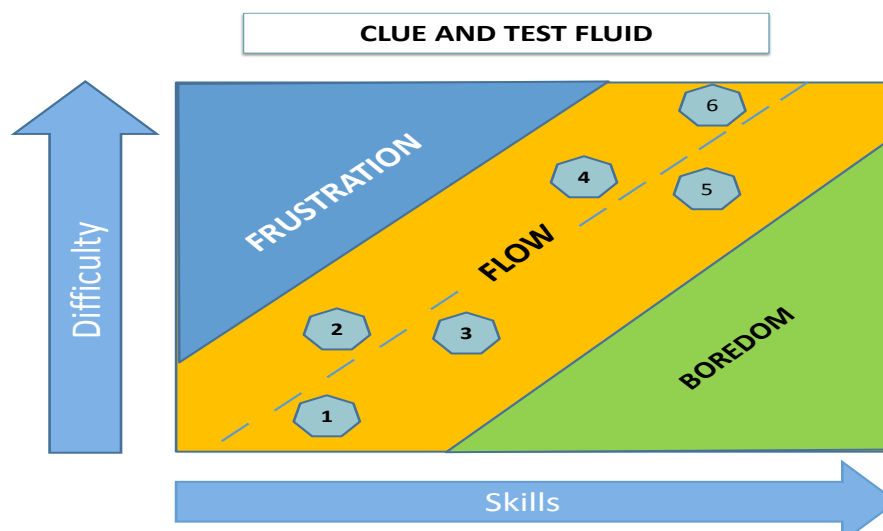 CLUE AND TEST FLUID
Difficulty
FRUSTRATION
FLOW
BOREDOM
6
4
5
2
3
1
Skills